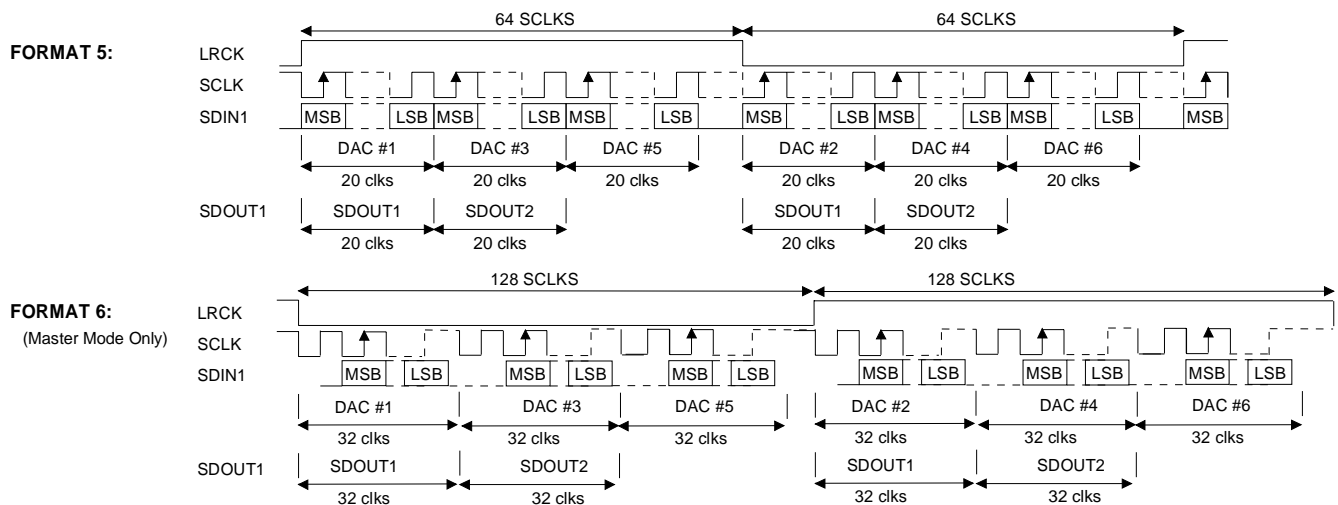 64 SCLKS 64 SCLKS
FORMAT 5: LRCK
SCLK
SDIN1 MSB LSB MSB LSB MSB LSB MSB LSB MSB LSB MSB LSB MSB
DAC #1 DAC #3 DAC #5 DAC #2 DAC #4 DAC #6
20 clks 20 clks 20 clks 20 clks 20 clks 20 clks
SDOUT1 SDOUT1 SDOUT2 SDOUT1 SDOUT2
20 clks 20 clks 20 clks 20 clks
128 SCLKS 128 SCLKS
FORMAT 6: LRCK
(Master Mode Only) SCLK
SDIN1 MSB LSB MSB LSB MSB LSB MSB LSB MSB LSB MSB LSB
DAC #1 DAC #3 DAC #5 DAC #2 DAC #4 DAC #6
32 clks 32 clks 32 clks 32 clks 32 clks 32 clks
SDOUT1 SDOUT1 SDOUT2 SDOUT1 SDOUT2
32 clks 32 clks 32 clks 32 clks